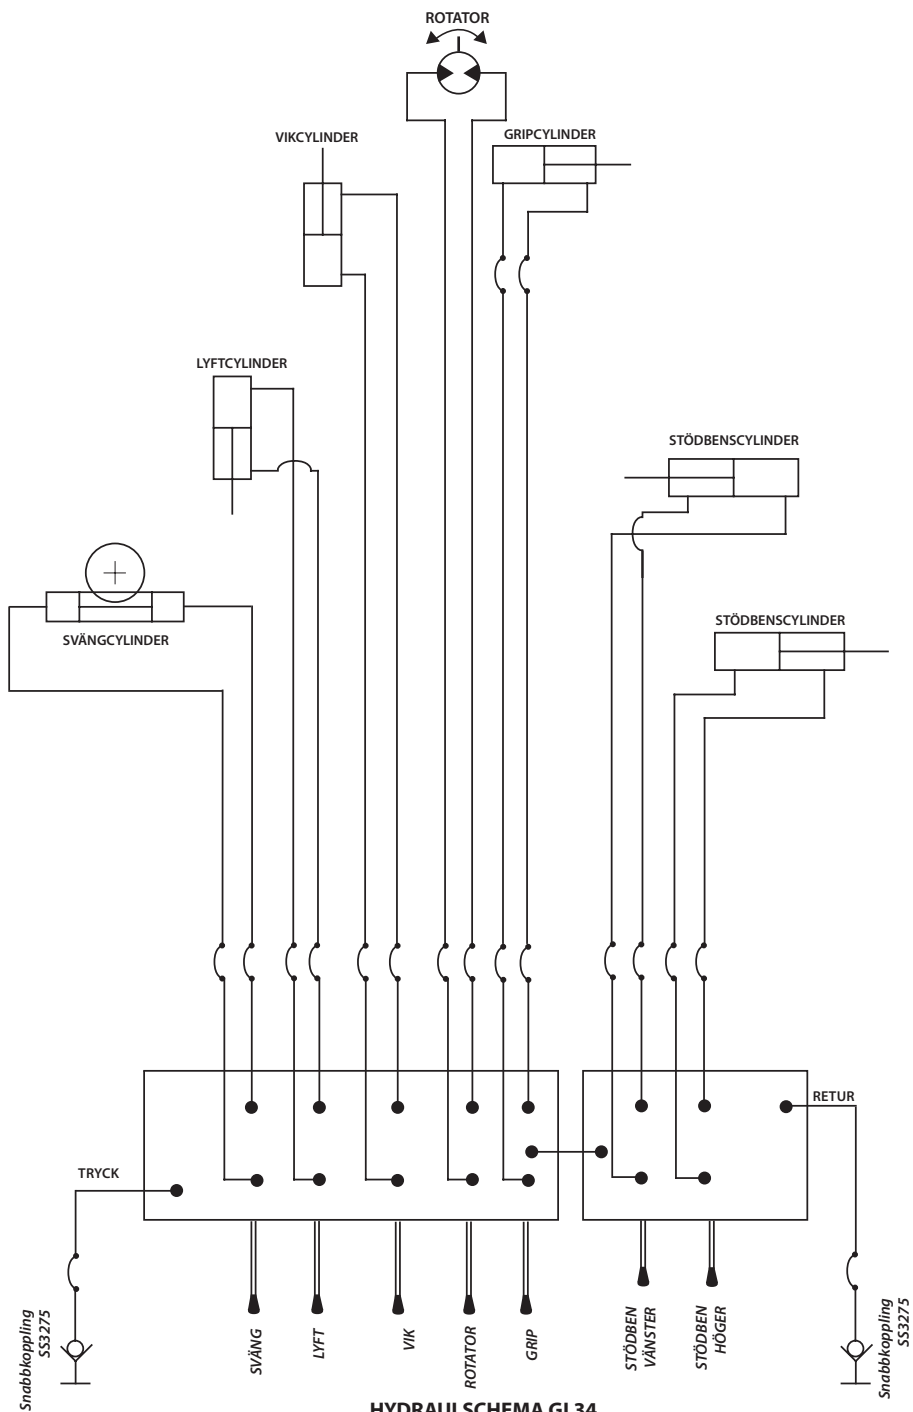 ROTATOR
VIKCYLINDER
GRIPCYLINDER
LYFTCYLINDER
STÖDBENSCYLINDER
SVÄNGCYLINDER
STÖDBENSCYLINDER
RETUR
TRYCK
Snabbkoppling
SS3275
SVÄNG
LYFT
VIK
ROTATOR
GRIP
STÖDBEN
VÄNSTER
STÖDBEN
HÖGER
Snabbkoppling
SS3275
HYDRAULSCHEMA GL34